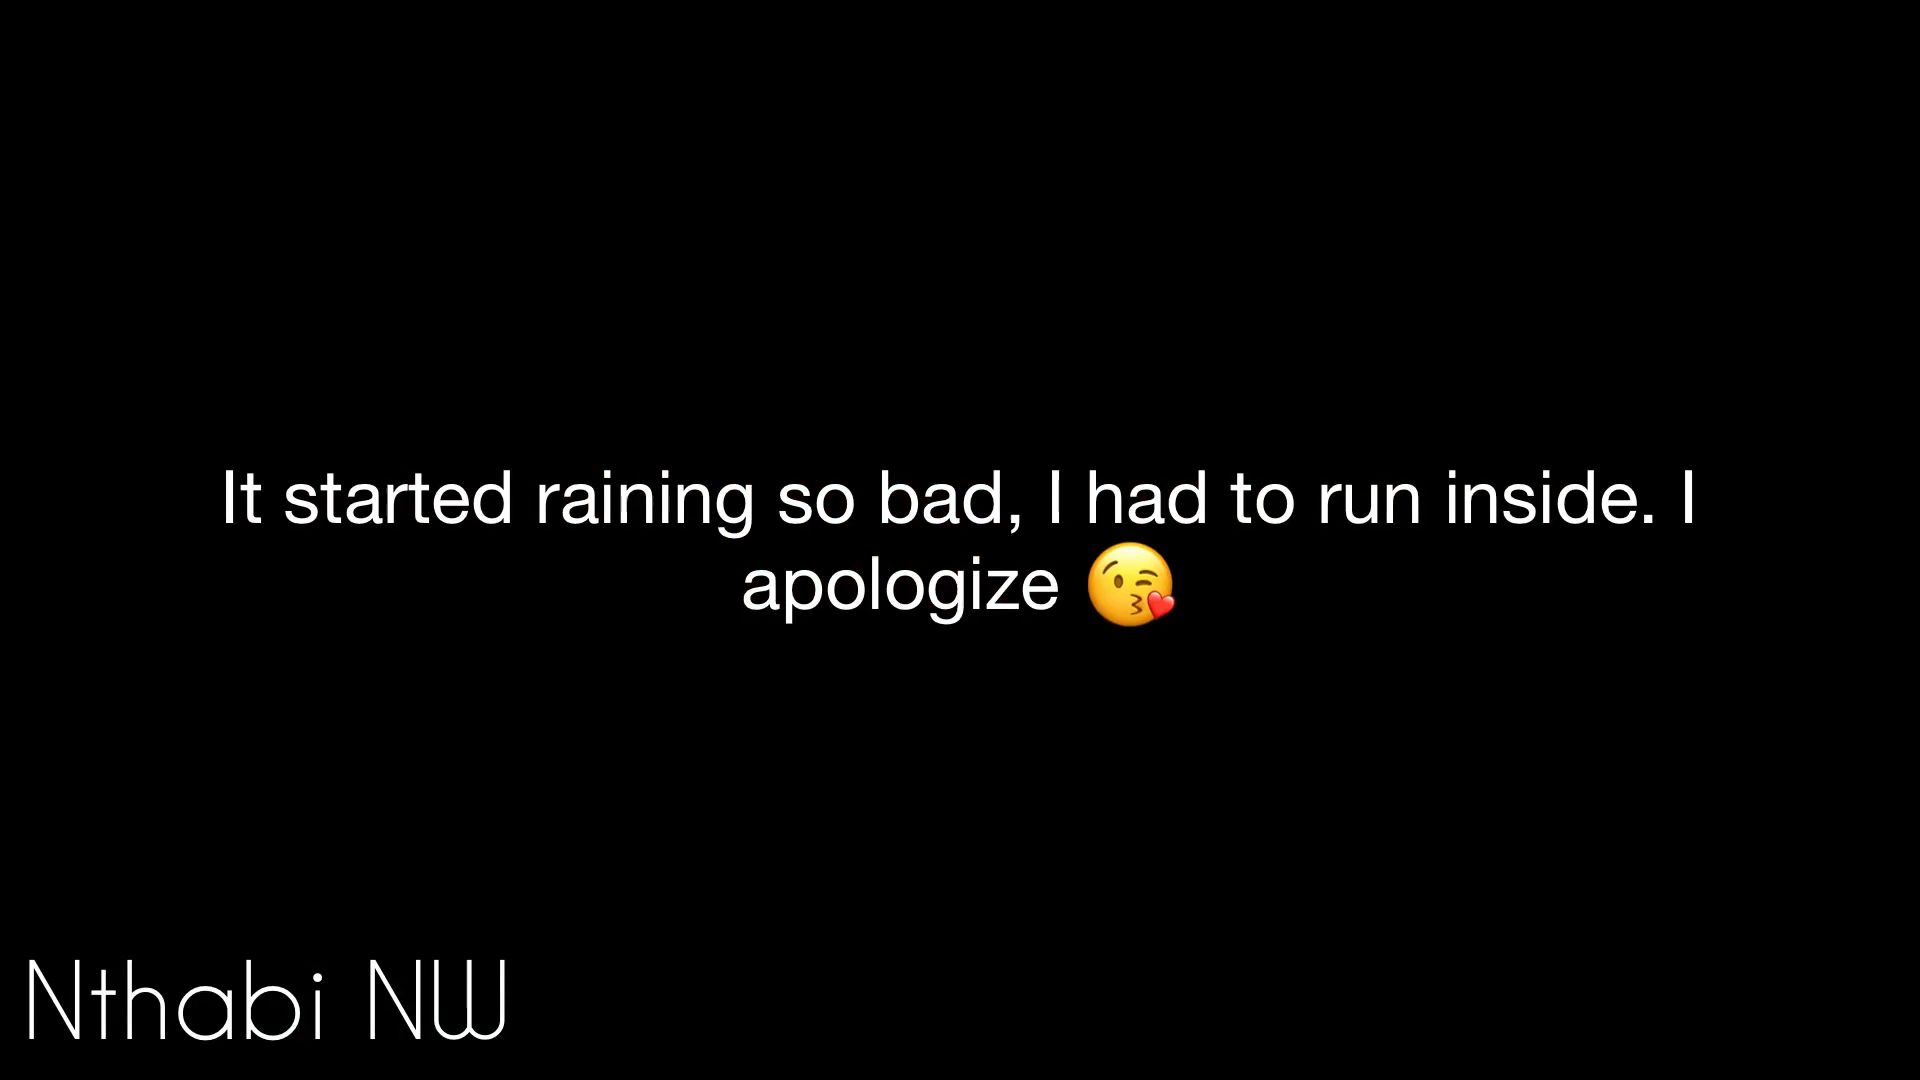 It started raining so bad, I had to run inside. I
apologize 😘
Nthabi NW